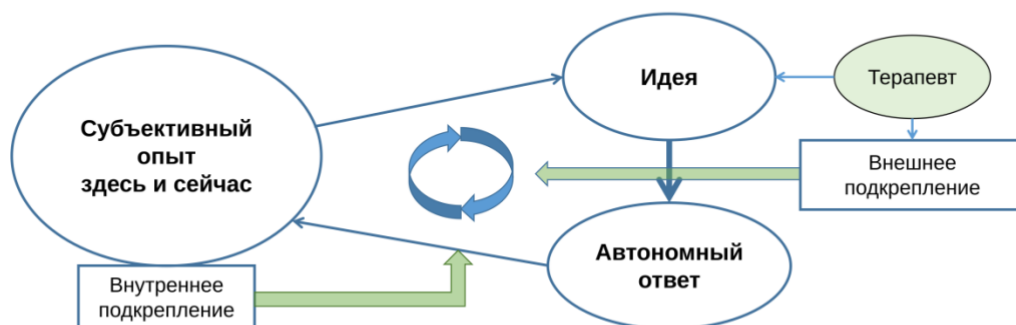 Субъективный
опыт
здесь и сейчас
Идея
Терапевт
Внешнее
подкрепление
Автономный
ответ
Внутреннее
подкрепление